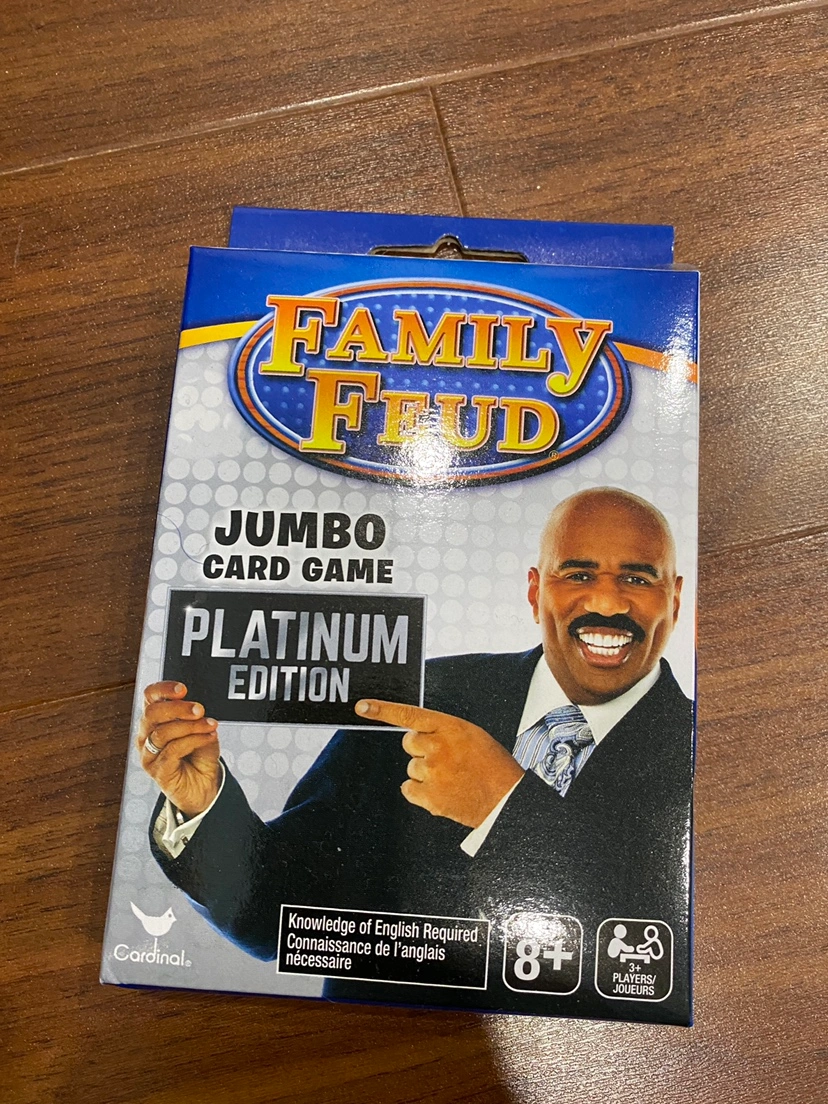 FAMILY
FEUD
®
JUMBO
CARD GAME
PLATINUM
EDITION
Knowledge of English Required
Connaissance de l'anglais
nécessaire
8+
3+
PLAYERS/
JOUEURS
Cardinal®